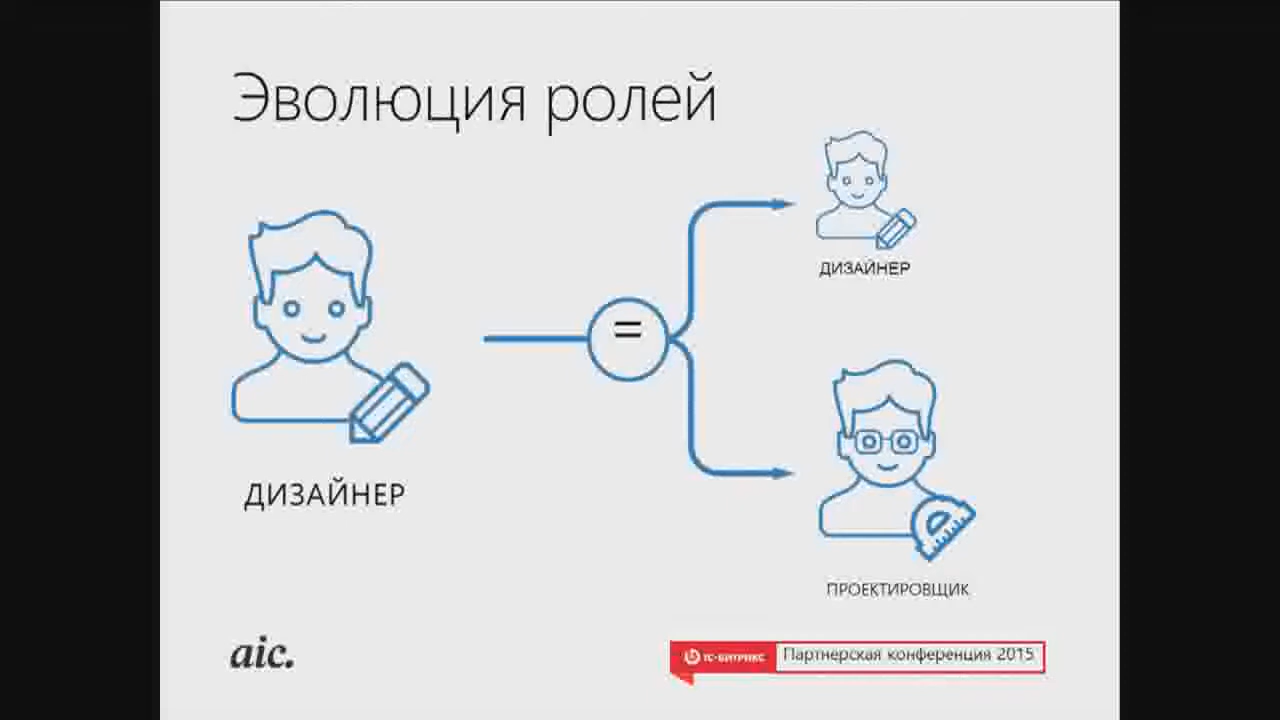 Эволюция ролей
=
ДИЗАЙНЕР
ДИЗАЙНЕР
ПРОЕКТИРОВЩИК
aic.
1С-БИТРИКС
Партнерская конференция 2015